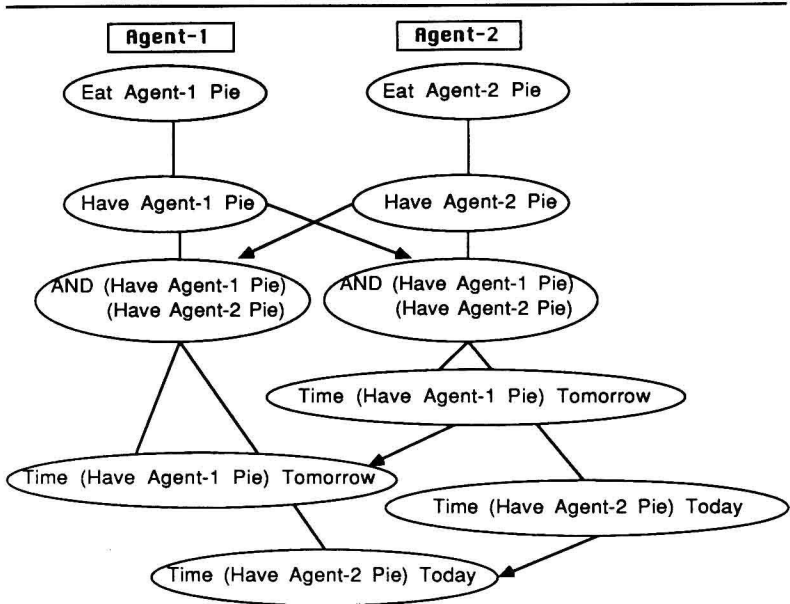 Agent-1
Agent-2
Eat Agent-1 Pie
Eat Agent-2 Pie
Have Agent-1 Pie
Have Agent-2 Pie
AND (Have Agent-1 Pie)
(Have Agent-2 Pie)
AND (Have Agent-1 Pie)
(Have Agent-2 Pie)
Time (Have Agent-1 Pie) Tomorrow
Time (Have Agent-1 Pie) Tomorrow
Time (Have Agent-2 Pie) Today
Time (Have Agent-2 Pie) Today